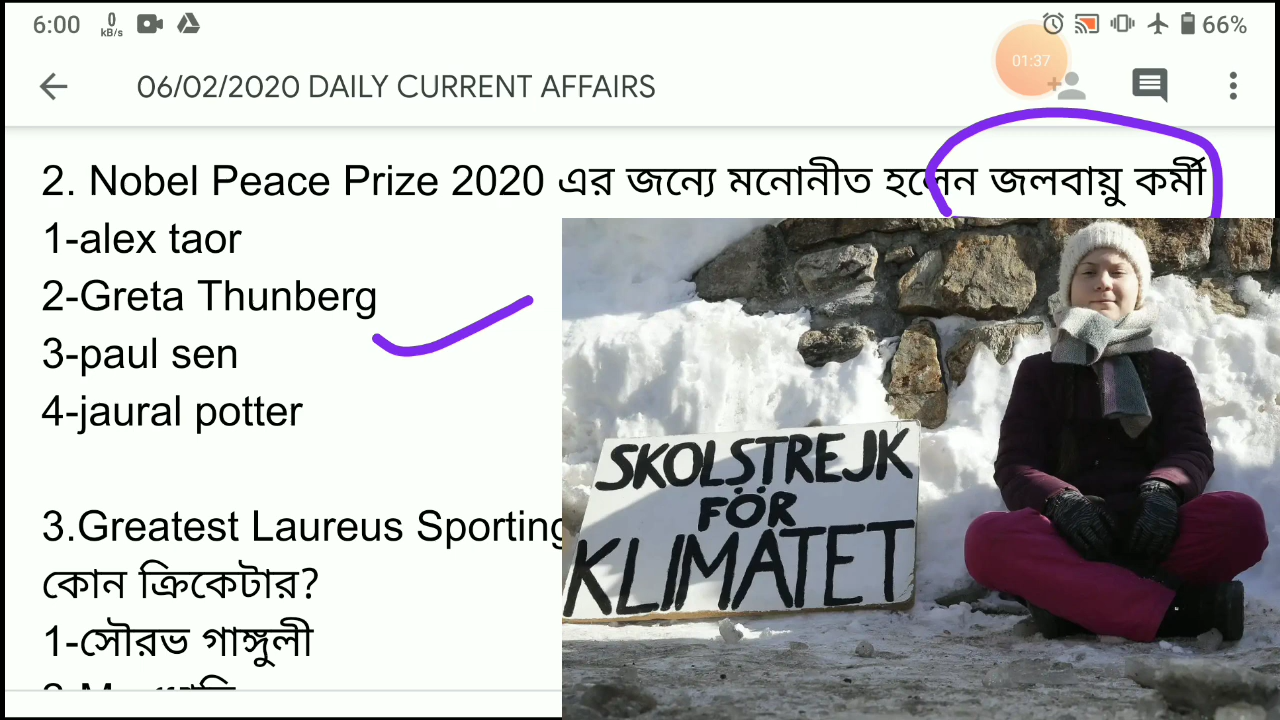 6:00 0 kB/s 66%
01:37
06/02/2020 DAILY CURRENT AFFAIRS
2. Nobel Peace Prize 2020 এর জন্যে মনোনীত হলেন জলবায়ু কর্মী
1-alex taor
2-Greta Thunberg
3-paul sen
4-jaural potter
SKOLSTREJK
FÖR
KLIMATET
3.Greatest Laureus Sporting
কোন ক্রিকেটার?
1-সৌরভ গাঙ্গুলী